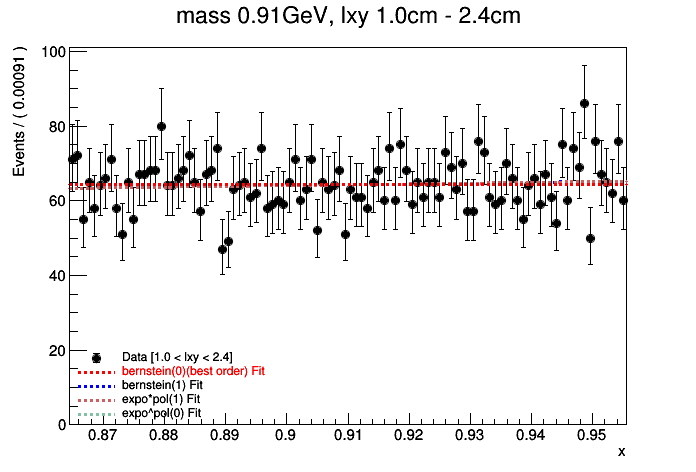 mass 0.91GeV, lxy 1.0cm - 2.4cm
Events / ( 0.00091 )
100
80
60
40
20
0
Data [1.0 < lxy < 2.4]
bernstein(0)(best order) Fit
bernstein(1) Fit
expo*pol(1) Fit
expo^pol(0) Fit
0.87 0.88 0.89 0.9 0.91 0.92 0.93 0.94 0.95
x